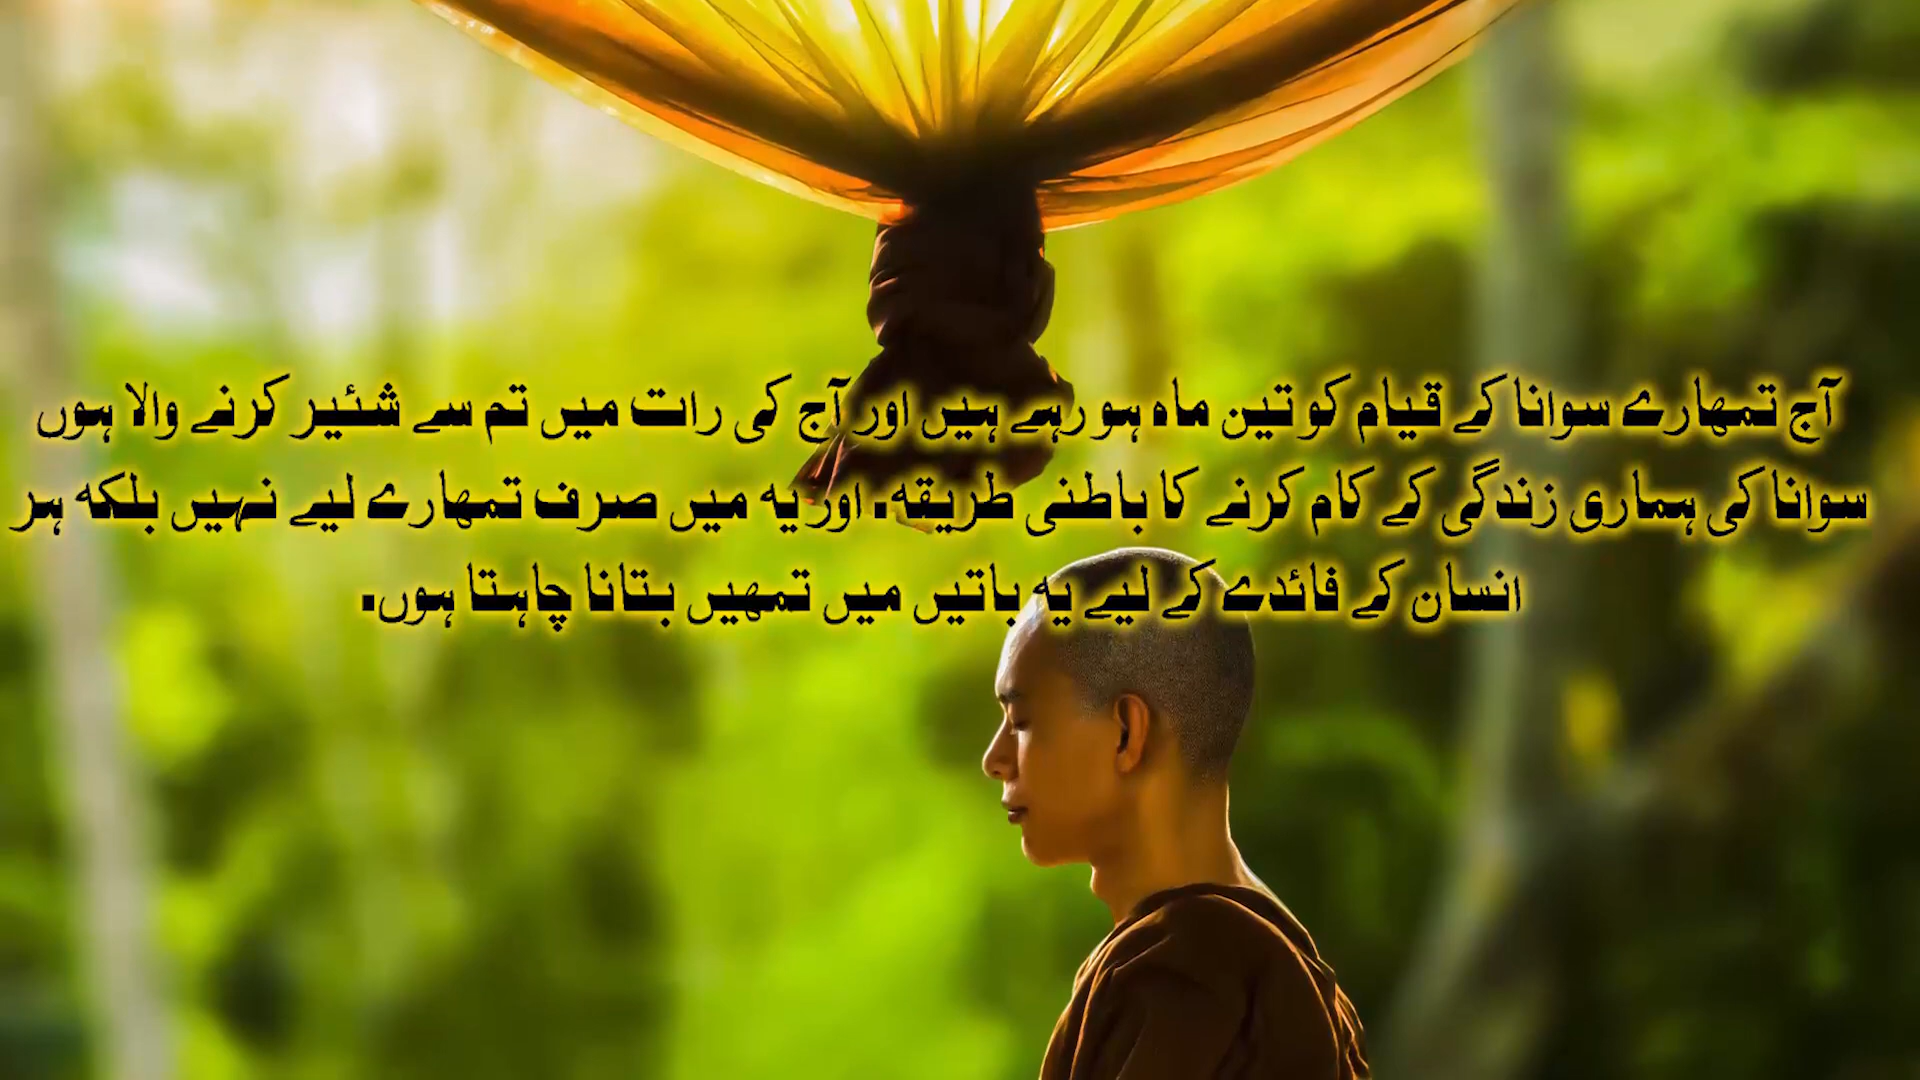 آج تمھارے سوانا کے قیام کو تین ماہ ہو رہے ہیں اور آج کی رات میں تم سے شئیر کرنے والا ہوں
سوانا کی ہماری زندگی کے کام کرنے کا باطنی طریقہ۔ اور یہ میں صرف تمھارے لیے نہیں بلکہ ہر
انسان کے فائدے کے لیے یہ باتیں میں تمھیں بتانا چاہتا ہوں۔